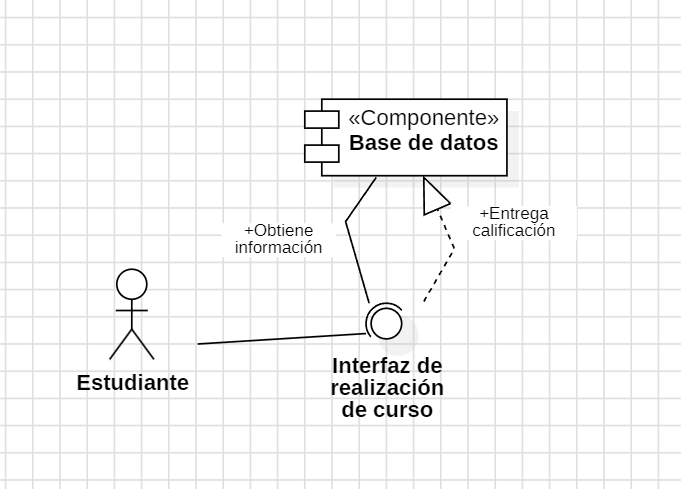 «Componente»
Base de datos
+Obtiene
información
+Entrega
calificación
Estudiante
Interfaz de
realización
de curso